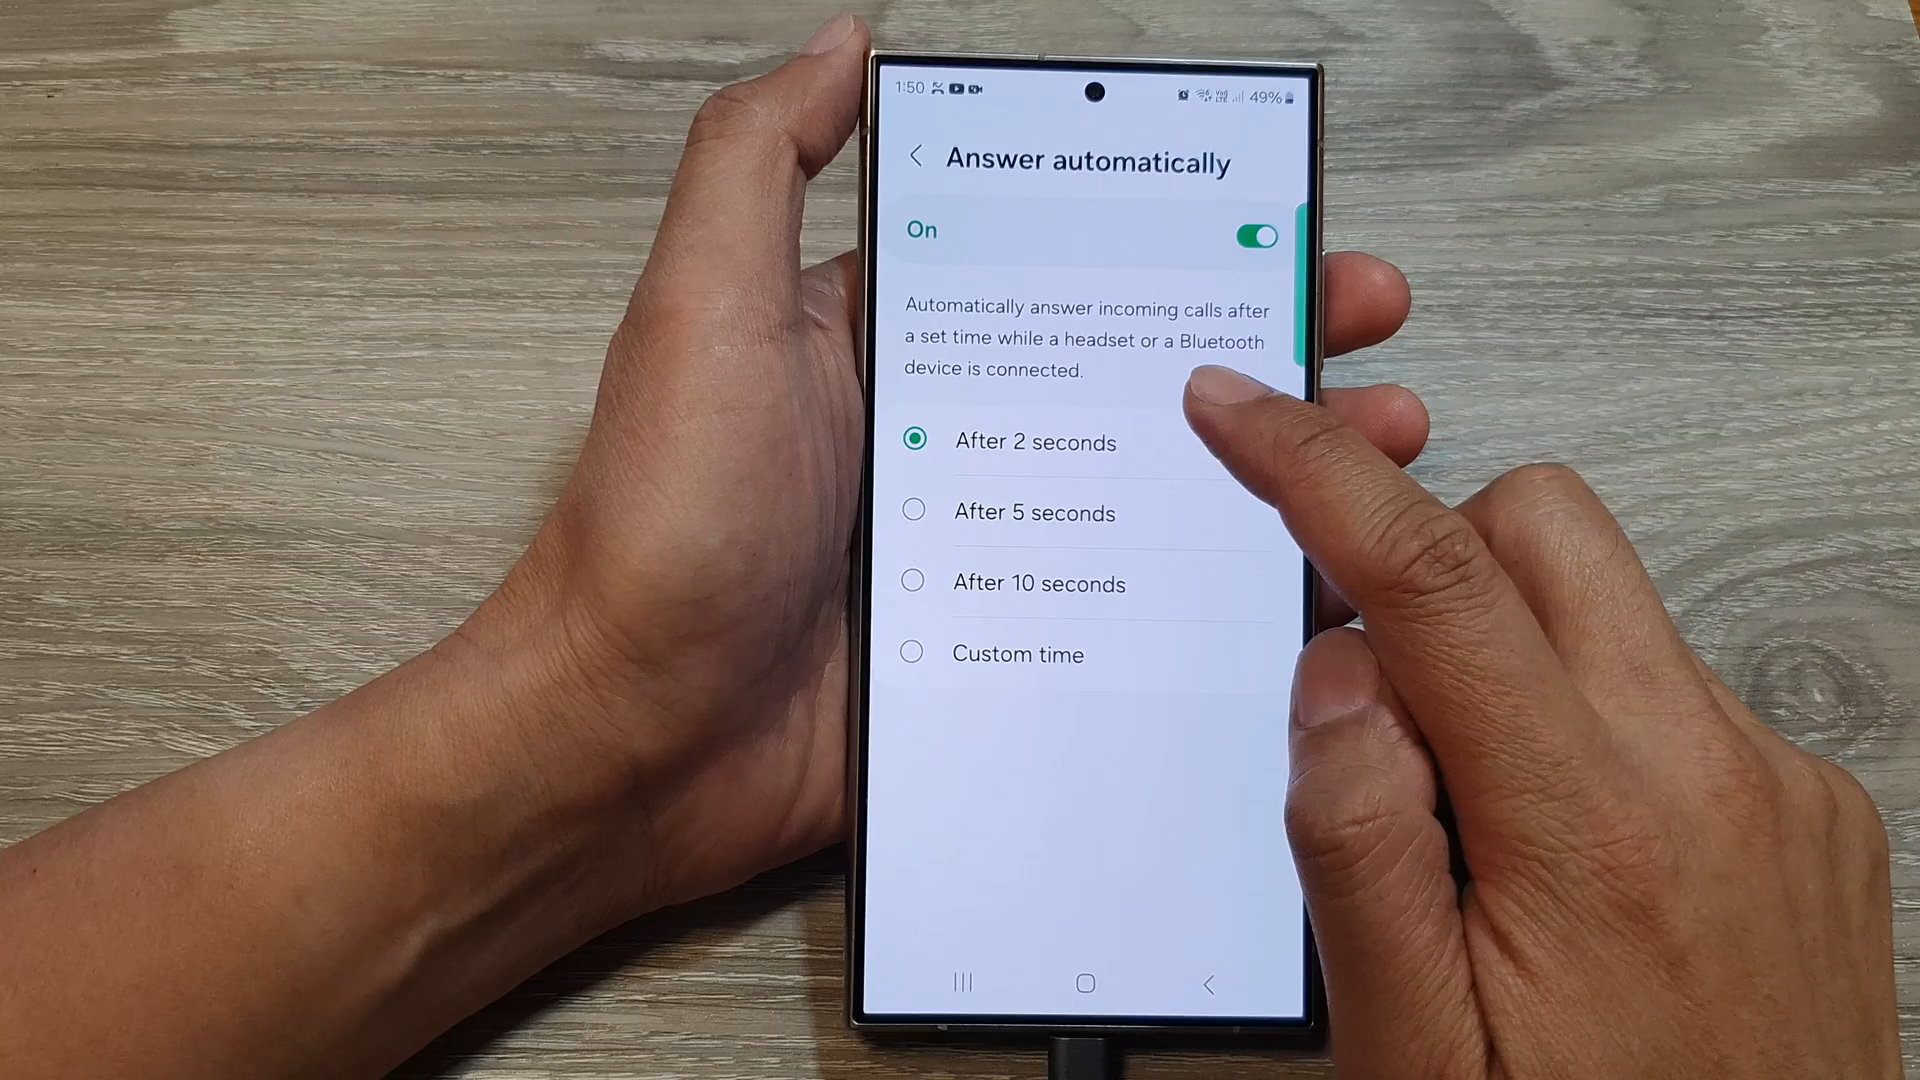 1:50 49%
Answer automatically
On
Automatically answer incoming calls after
a set time while a headset or a Bluetooth
device is connected.
After 2 seconds
After 5 seconds
After 10 seconds
Custom time